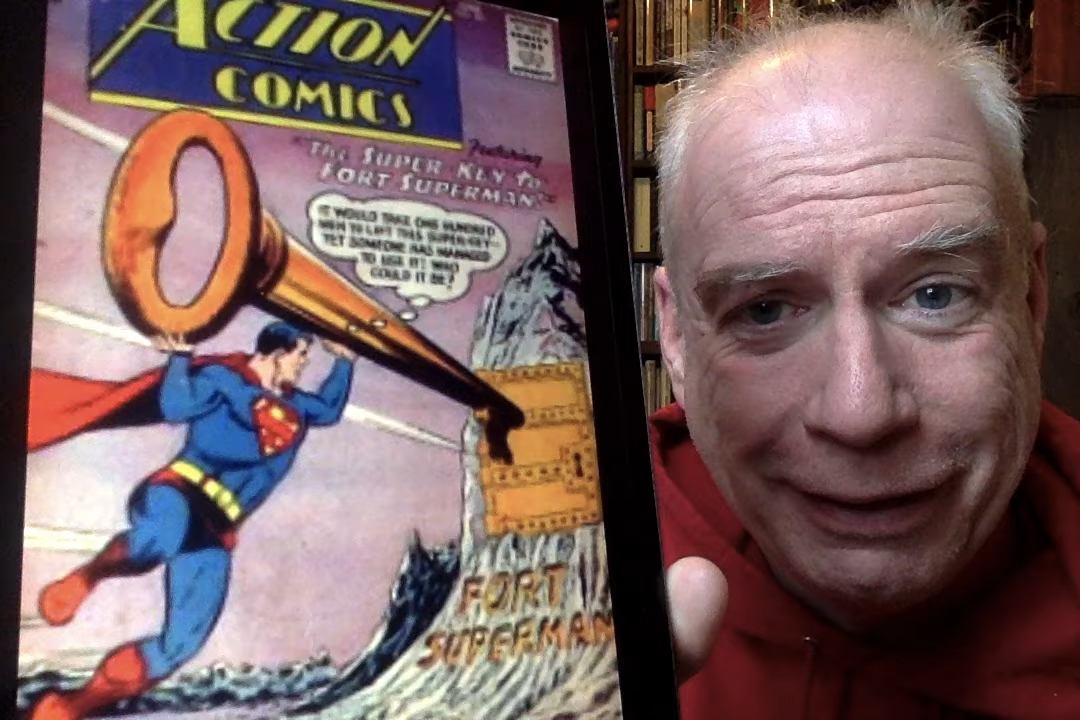 ACTION
COMICS
Featuring
"THE SUPER KEY TO
FORT SUPERMAN!"
IT WOULD TAKE ONE HUNDRED
MEN TO LIFT THIS SUPER-KEY--
YET SOMEONE HAS MANAGED
TO USE IT! WHO
COULD IT BE?
FORT
SUPERMAN